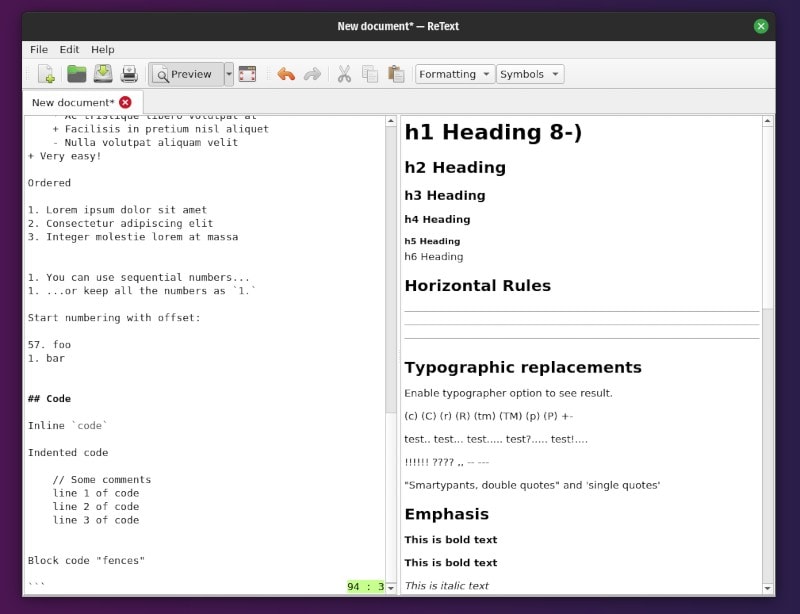 New document* — ReText
File Edit Help
Preview Formatting Symbols
New document*
- Ac tristique libero volutpat at
+ Facilisis in pretium nisl aliquet
- Nulla volutpat aliquam velit
+ Very easy!
Ordered
1. Lorem ipsum dolor sit amet
2. Consectetur adipiscing elit
3. Integer molestie lorem at massa
1. You can use sequential numbers...
1. ...or keep all the numbers as `1.`
Start numbering with offset:
57. foo
1. bar
## Code
Inline `code`
Indented code
// Some comments
line 1 of code
line 2 of code
line 3 of code
Block code "fences"
```
94 : 3
h1 Heading 8-)
h2 Heading
h3 Heading
h4 Heading
h5 Heading
h6 Heading
Horizontal Rules
Typographic replacements
Enable typographer option to see result.
(c) (C) (r) (R) (tm) (TM) (p) (P) +-
test.. test... test..... test?..... test!....
!!!!!! ???? ,, -- ---
"Smartypants, double quotes" and 'single quotes'
Emphasis
This is bold text
This is bold text
This is italic text